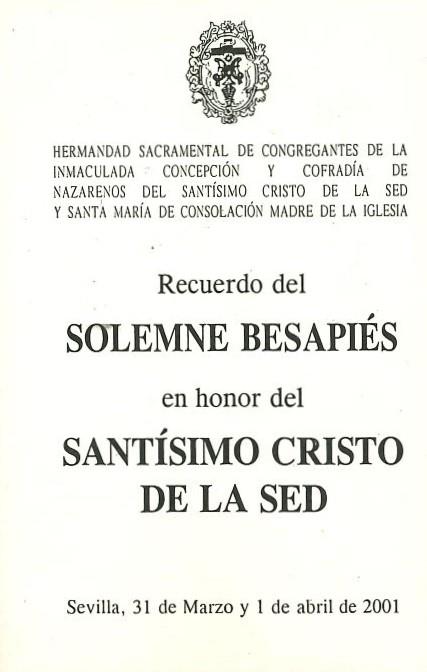 HERMANDAD SACRAMENTAL DE CONGREGANTES DE LA
INMACULADA CONCEPCIÓN Y COFRADÍA DE
NAZARENOS DEL SANTÍSIMO CRISTO DE LA SED
Y SANTA MARÍA DE CONSOLACIÓN MADRE DE LA IGLESIA
Recuerdo del
SOLEMNE BESAPIÉS
en honor del
SANTÍSIMO CRISTO
DE LA SED
Sevilla, 31 de Marzo y 1 de abril de 2001